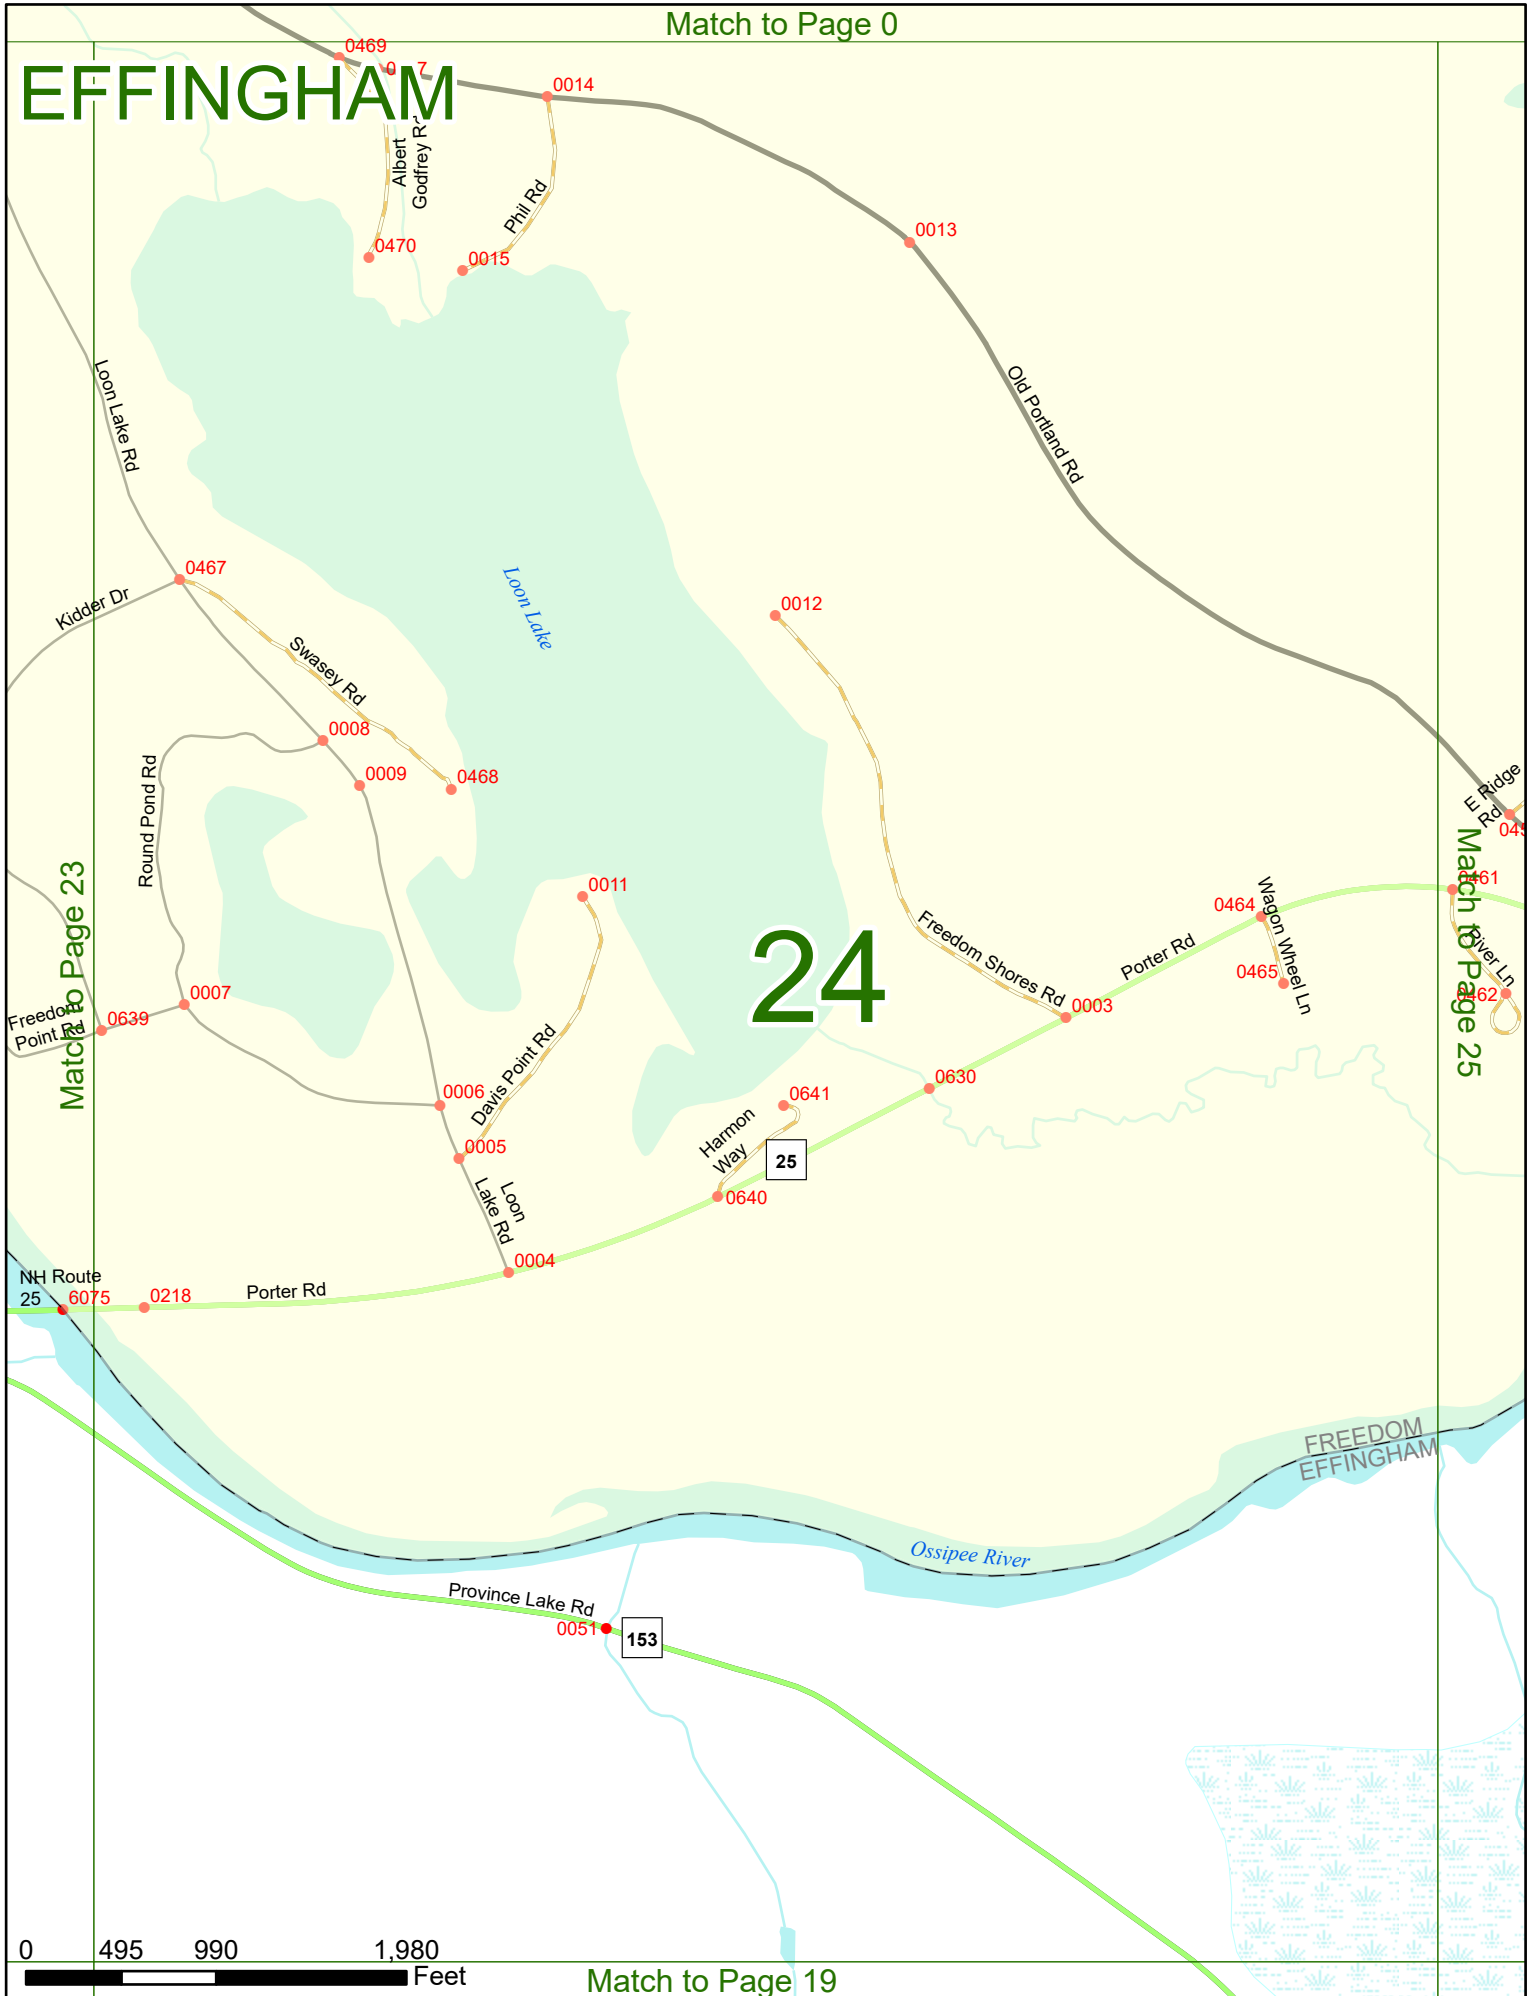 Match to Page 0
EFFINGHAM
0469
0014
Albert
Godfrey Rd
Phil Rd
0470
0015
0013
Loon Lake Rd
Old Portland Rd
0467
Kidder Dr
Loon Lake
0012
Swasey Rd
0008
0009
0468
Round Pond Rd
E Ridge
Rd
Match to Page 23
0011
24
0461
0464
Wagon Wheel Ln
Freedom Shores Rd
Porter Rd
0465
River Ln
0462
Match to Page 25
0007
Freedom
Point Rd
0639
0003
Davis Point Rd
0630
0006
0641
Harmon
Way
25
0005
0640
Loon
Lake Rd
0004
NH Route
25
6075
0218
Porter Rd
FREEDOM
EFFINGHAM
Ossipee River
Province Lake Rd
0051
153
0 495 990 1,980
Feet
Match to Page 19